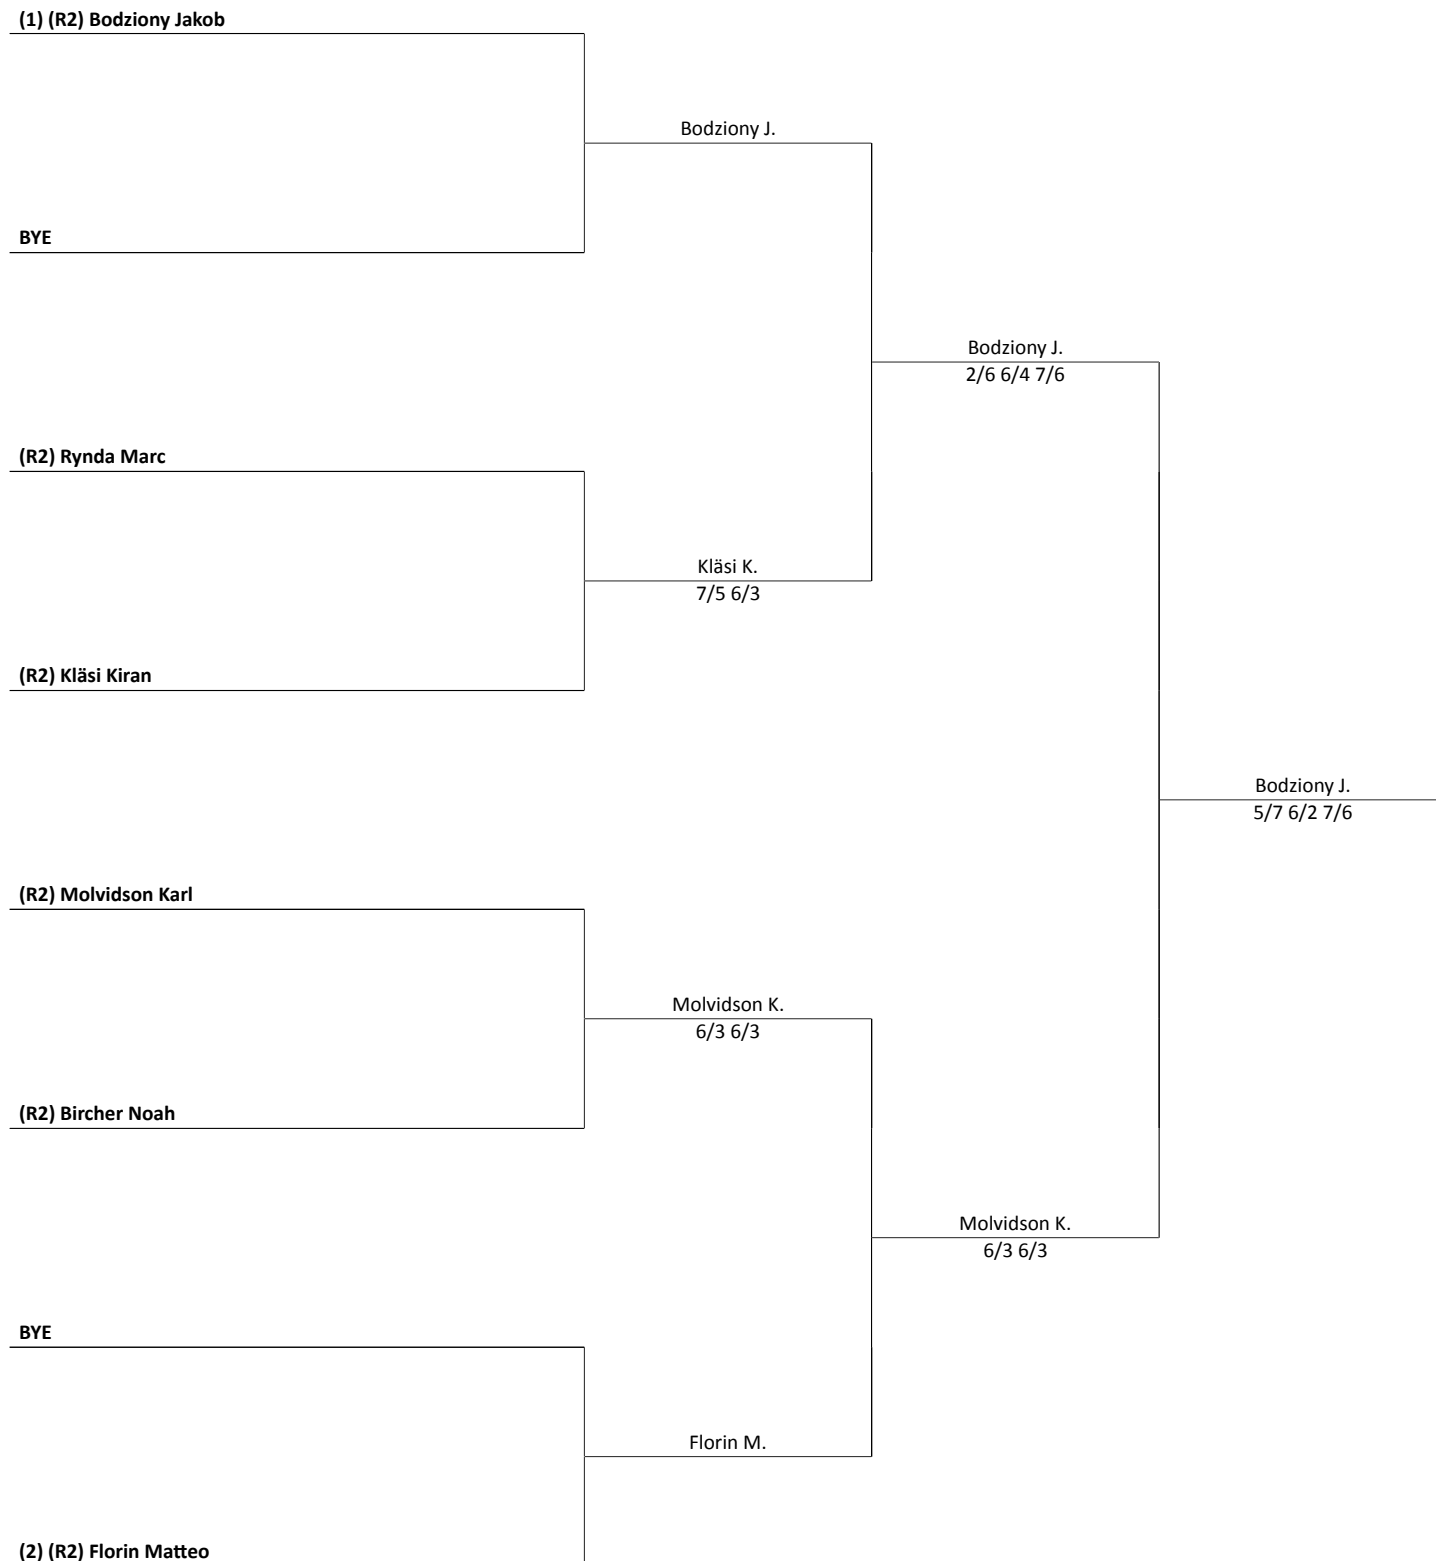 (1) (R2) Bodziony Jakob
Bodziony J.
BYE
Bodziony J.
2/6 6/4 7/6
(R2) Rynda Marc
Kläsi K.
7/5 6/3
(R2) Kläsi Kiran
Bodziony J.
5/7 6/2 7/6
(R2) Molvidson Karl
Molvidson K.
6/3 6/3
(R2) Bircher Noah
Molvidson K.
6/3 6/3
BYE
Florin M.
(2) (R2) Florin Matteo